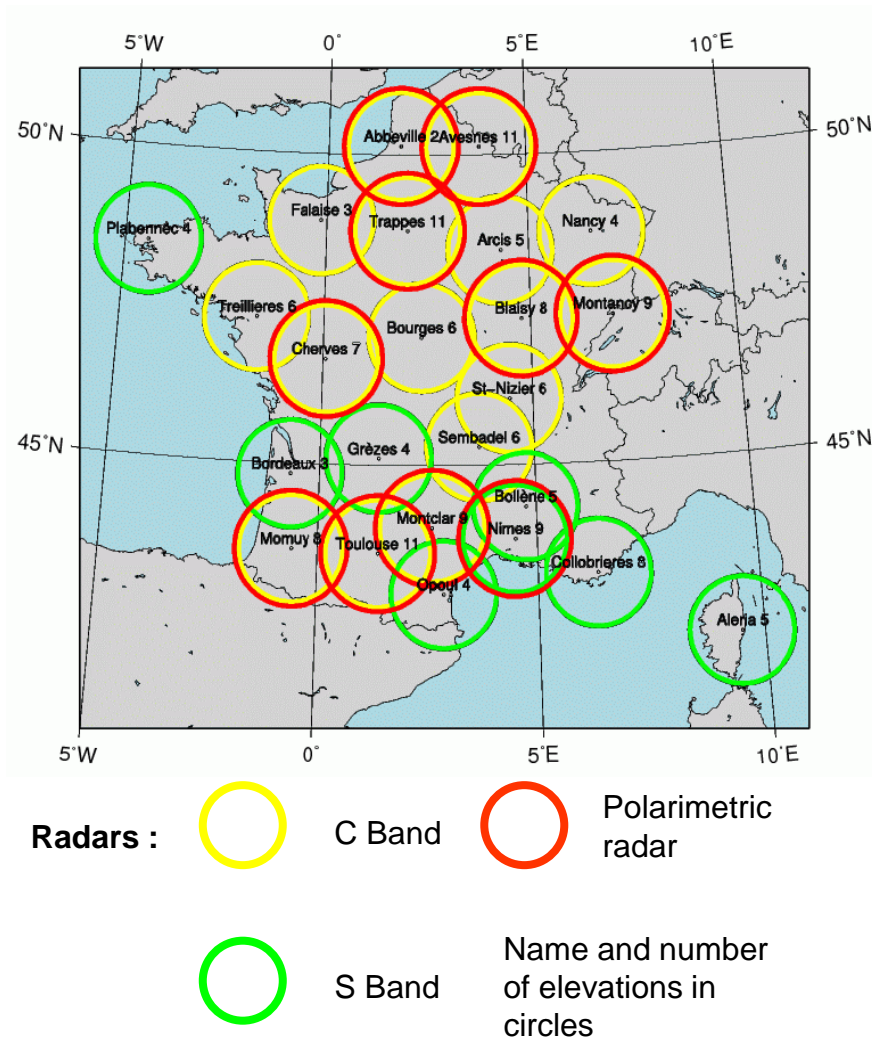 5°W 0° 5°E 10°E
50°N 50°N
Abbeville 2 Avesnes 11
Falaise 3
Trappes 11
Nancy 4
Plabennec 4
Arcis 5
Treillieres 6
Blaisy 8
Montancy 9
Bourges 6
Cherves 7
St-Nizier 6
45°N 45°N
Sembadel 6
Grèzes 4
Bordeaux 3
Bollène 5
Montclar 9
Nimes 9
Momuy 8
Toulouse 11
Collobrieres 8
Opoul 4
Aleria 5
5°W 0° 5°E 10°E
Radars :
C Band
Polarimetric
radar
S Band
Name and number
of elevations in
circles